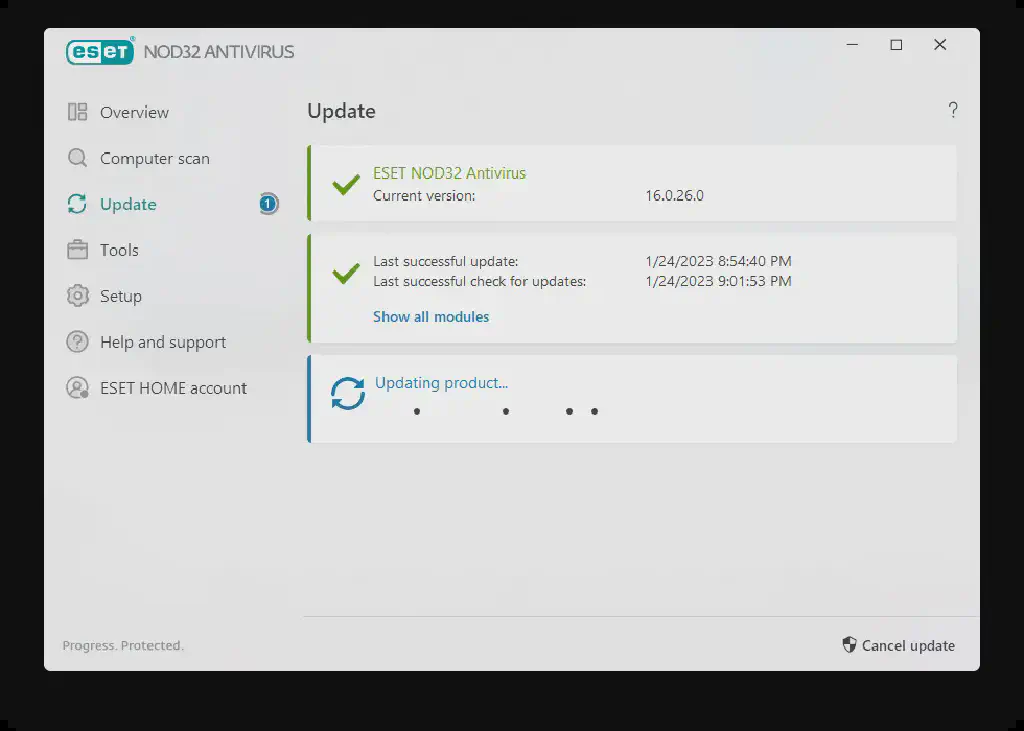 eset NOD32 ANTIVIRUS
Overview
Computer scan
Update 1
Tools
Setup
Help and support
ESET HOME account
Progress. Protected.
Update ?
ESET NOD32 Antivirus
Current version: 16.0.26.0
Last successful update: 1/24/2023 8:54:40 PM
Last successful check for updates: 1/24/2023 9:01:53 PM
Show all modules
Updating product...
Cancel update